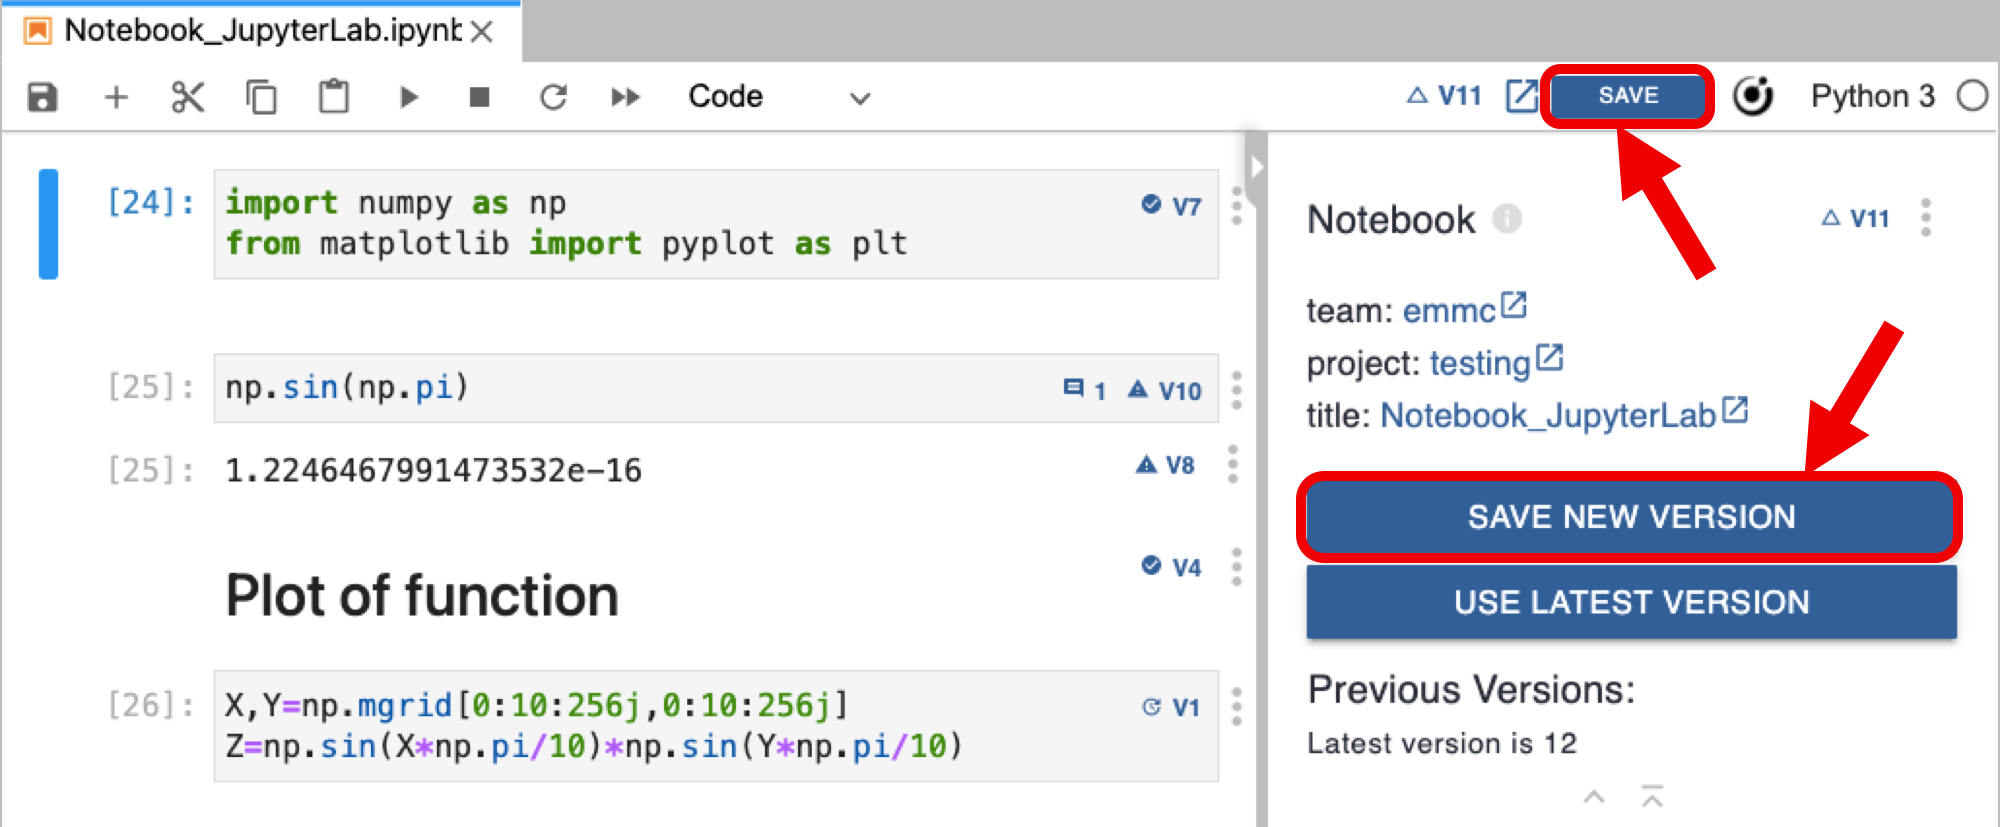 Notebook_JupyterLab.ipynb
Code
V11
SAVE
Python 3
[24]:
import numpy as np
from matplotlib import pyplot as plt
V7
[25]:
np.sin(np.pi)
1
V10
[25]:
1.2246467991473532e-16
V8
Plot of function
V4
[26]:
X,Y=np.mgrid[0:10:256j,0:10:256j]
Z=np.sin(X*np.pi/10)*np.sin(Y*np.pi/10)
V1
Notebook
V11
team: emmc
project: testing
title: Notebook_JupyterLab
SAVE NEW VERSION
USE LATEST VERSION
Previous Versions:
Latest version is 12